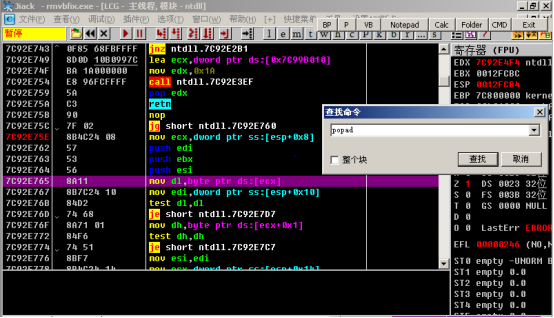 Jiack - rmvbfix.exe - [LCG - 主线程,模块 - ntdll]
文件(F) 查看(V) 调试(D) 插件(P) 选项(T) 窗口(W) 帮助(H) [+] 快捷菜单
BP P VB Notepad Calc Folder CMD Exit
暂停
l e m t w h c P k b z r ... s
7C92E743 0F85 68FBFFFF jnz ntdll.7C92E2B1
7C92E749 8D0D 10B0997C lea ecx,dword ptr ds:[0x7C99B010]
7C92E74F BA 1A000000 mov edx,0x1A
7C92E754 E8 96FCFFFF call ntdll.7C92E3EF
7C92E759 5A pop edx
7C92E75A C3 retn
7C92E75B 90 nop
7C92E75C 7F 02 jg short ntdll.7C92E760
7C92E75E 8B4C24 08 mov ecx,dword ptr ss:[esp+0x8]
7C92E762 57 push edi
7C92E763 53 push ebx
7C92E764 56 push esi
7C92E765 8A11 mov dl,byte ptr ds:[ecx]
7C92E767 8B7C24 10 mov edi,dword ptr ss:[esp+0x10]
7C92E76B 84D2 test dl,dl
7C92E76D 74 68 je short ntdll.7C92E7D7
7C92E76F 8A71 01 mov dh,byte ptr ds:[ecx+0x1]
7C92E772 84F6 test dh,dh
7C92E774 74 51 je short ntdll.7C92E7C7
7C92E776 8BF7 mov esi,edi
7C92E778 8B4C24 14 mov ecx,dword ptr ss:[esp+0x14]
寄存器 (FPU)
EDX 7C92E4F4 ntdll
EBX 0012FCBC
ESP 0012FCB4
EBP 7C800000 kerne
查找命令
popad
整个块
查找
取消
Z 1 DS 0023 32位
S 0 FS 003B 32位
T 0 GS 0000 NULL
D 0
O 0 LastErr ERROR
EFL 00000246 (NO,N
ST0 empty -UNORM B
ST1 empty 0.0
ST2 empty 0.0
ST3 empty 0.0
ST4 empty 0.0